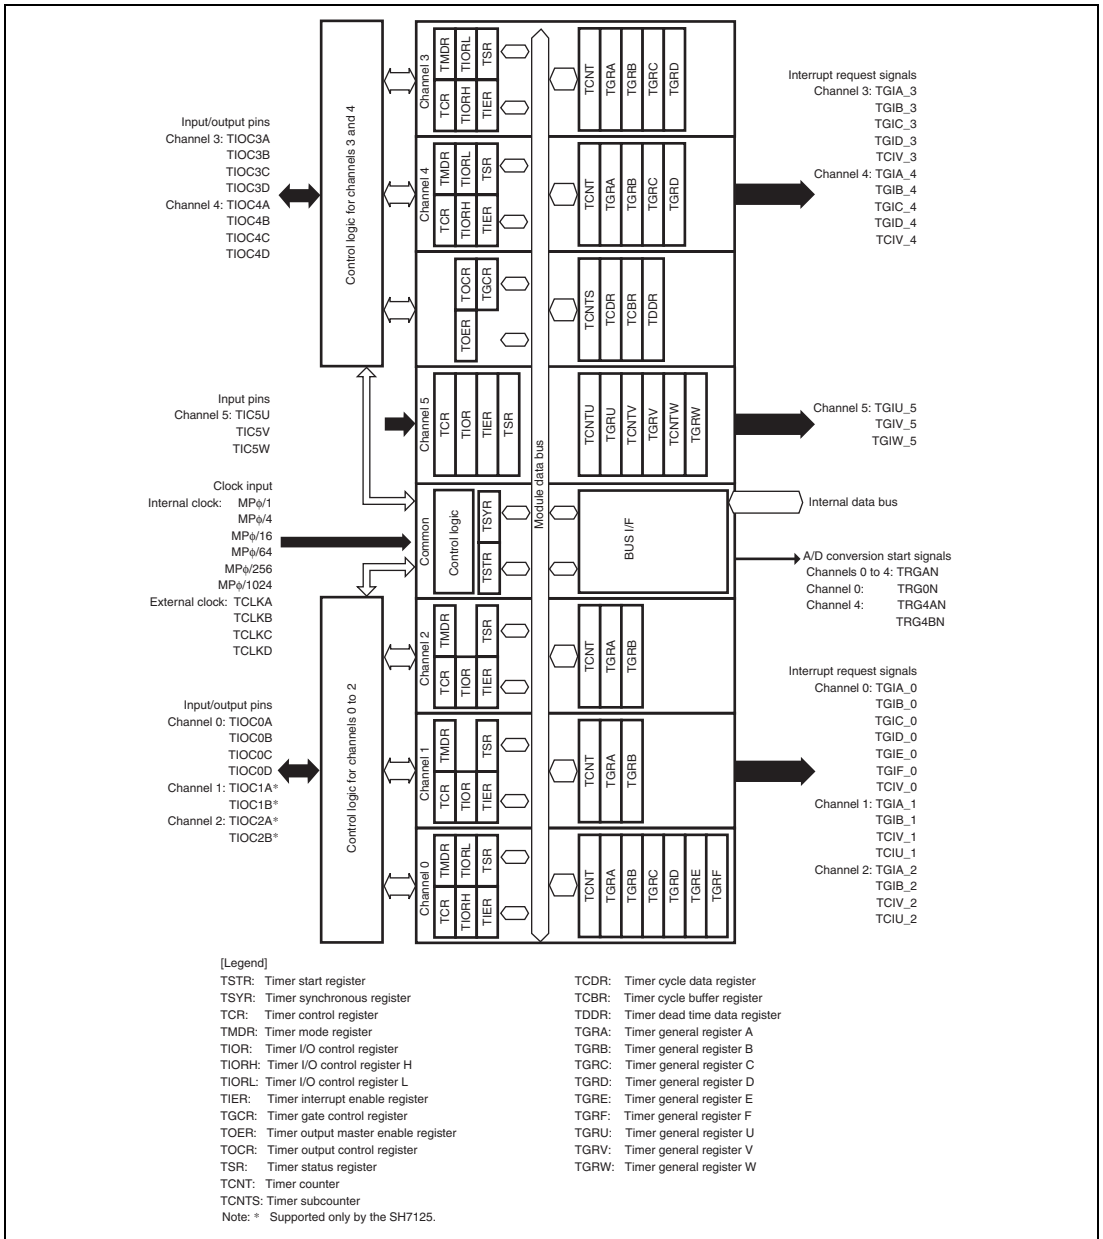 Input/output pins
Channel 3: TIOC3A
TIOC3B
TIOC3C
TIOC3D
Channel 4: TIOC4A
TIOC4B
TIOC4C
TIOC4D
Input pins
Channel 5: TIC5U
TIC5V
TIC5W
Clock input
Internal clock: MPφ/1
MPφ/4
MPφ/16
MPφ/64
MPφ/256
MPφ/1024
External clock: TCLKA
TCLKB
TCLKC
TCLKD
Input/output pins
Channel 0: TIOC0A
TIOC0B
TIOC0C
TIOC0D
Channel 1: TIOC1A*
TIOC1B*
Channel 2: TIOC2A*
TIOC2B*
Control logic for channels 3 and 4
Control logic for channels 0 to 2
Channel 3
TCR TMDR
TIORH TIORL
TIER TSR
TCNT
TGRA
TGRB
TGRC
TGRD
Channel 4
TCR TMDR
TIORH TIORL
TIER TSR
TCNT
TGRA
TGRB
TGRC
TGRD
TOER TOCR
TGCR
TCNTS
TCDR
TCBR
TDDR
Channel 5
TCR
TIOR
TIER
TSR
TCNTU
TGRU
TCNTV
TGRV
TCNTW
TGRW
Module data bus
Common
Control logic
TSTR TSYR
BUS I/F
Channel 2
TCR TMDR
TIOR
TIER TSR
TCNT
TGRA
TGRB
Channel 1
TCR TMDR
TIOR
TIER TSR
TCNT
TGRA
TGRB
Channel 0
TCR TMDR
TIORH TIORL
TIER TSR
TCNT
TGRA
TGRB
TGRC
TGRD
TGRE
TGRF
Interrupt request signals
Channel 3: TGIA_3
TGIB_3
TGIC_3
TGID_3
TCIV_3
Channel 4: TGIA_4
TGIB_4
TGIC_4
TGID_4
TCIV_4
Channel 5: TGIU_5
TGIV_5
TGIW_5
Internal data bus
A/D conversion start signals
Channels 0 to 4: TRGAN
Channel 0: TRG0N
Channel 4: TRG4AN
TRG4BN
Interrupt request signals
Channel 0: TGIA_0
TGIB_0
TGIC_0
TGID_0
TGIE_0
TGIF_0
TCIV_0
Channel 1: TGIA_1
TGIB_1
TCIV_1
TCIU_1
Channel 2: TGIA_2
TGIB_2
TCIV_2
TCIU_2
[Legend]
TSTR: Timer start register
TSYR: Timer synchronous register
TCR: Timer control register
TMDR: Timer mode register
TIOR: Timer I/O control register
TIORH: Timer I/O control register H
TIORL: Timer I/O control register L
TIER: Timer interrupt enable register
TGCR: Timer gate control register
TOER: Timer output master enable register
TOCR: Timer output control register
TSR: Timer status register
TCNT: Timer counter
TCNTS: Timer subcounter
TCDR: Timer cycle data register
TCBR: Timer cycle buffer register
TDDR: Timer dead time data register
TGRA: Timer general register A
TGRB: Timer general register B
TGRC: Timer general register C
TGRD: Timer general register D
TGRE: Timer general register E
TGRF: Timer general register F
TGRU: Timer general register U
TGRV: Timer general register V
TGRW: Timer general register W
Note: * Supported only by the SH7125.